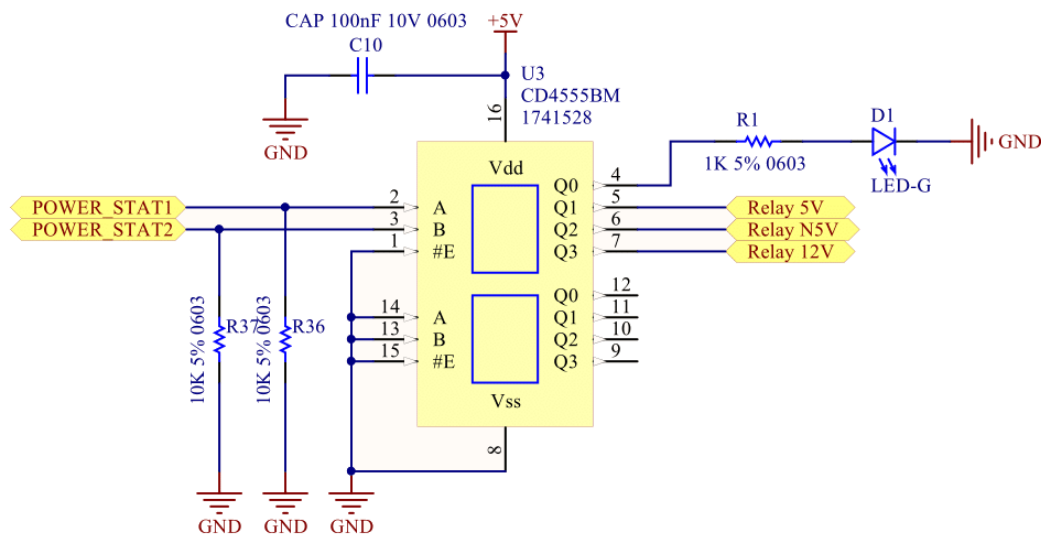 CAP 100nF 10V 0603
+5V
C10
GND
U3
CD4555BM
1741528
16
R1
1K 5% 0603
D1
LED-G
GND
Vdd
POWER_STAT1
POWER_STAT2
2
3
1
A
B
#E
Q0
Q1
Q2
Q3
4
5
6
7
Relay 5V
Relay N5V
Relay 12V
14
13
15
A
B
#E
Q0
Q1
Q2
Q3
12
11
10
9
Vss
8
R37
10K 5% 0603
R36
10K 5% 0603
GND
GND
GND